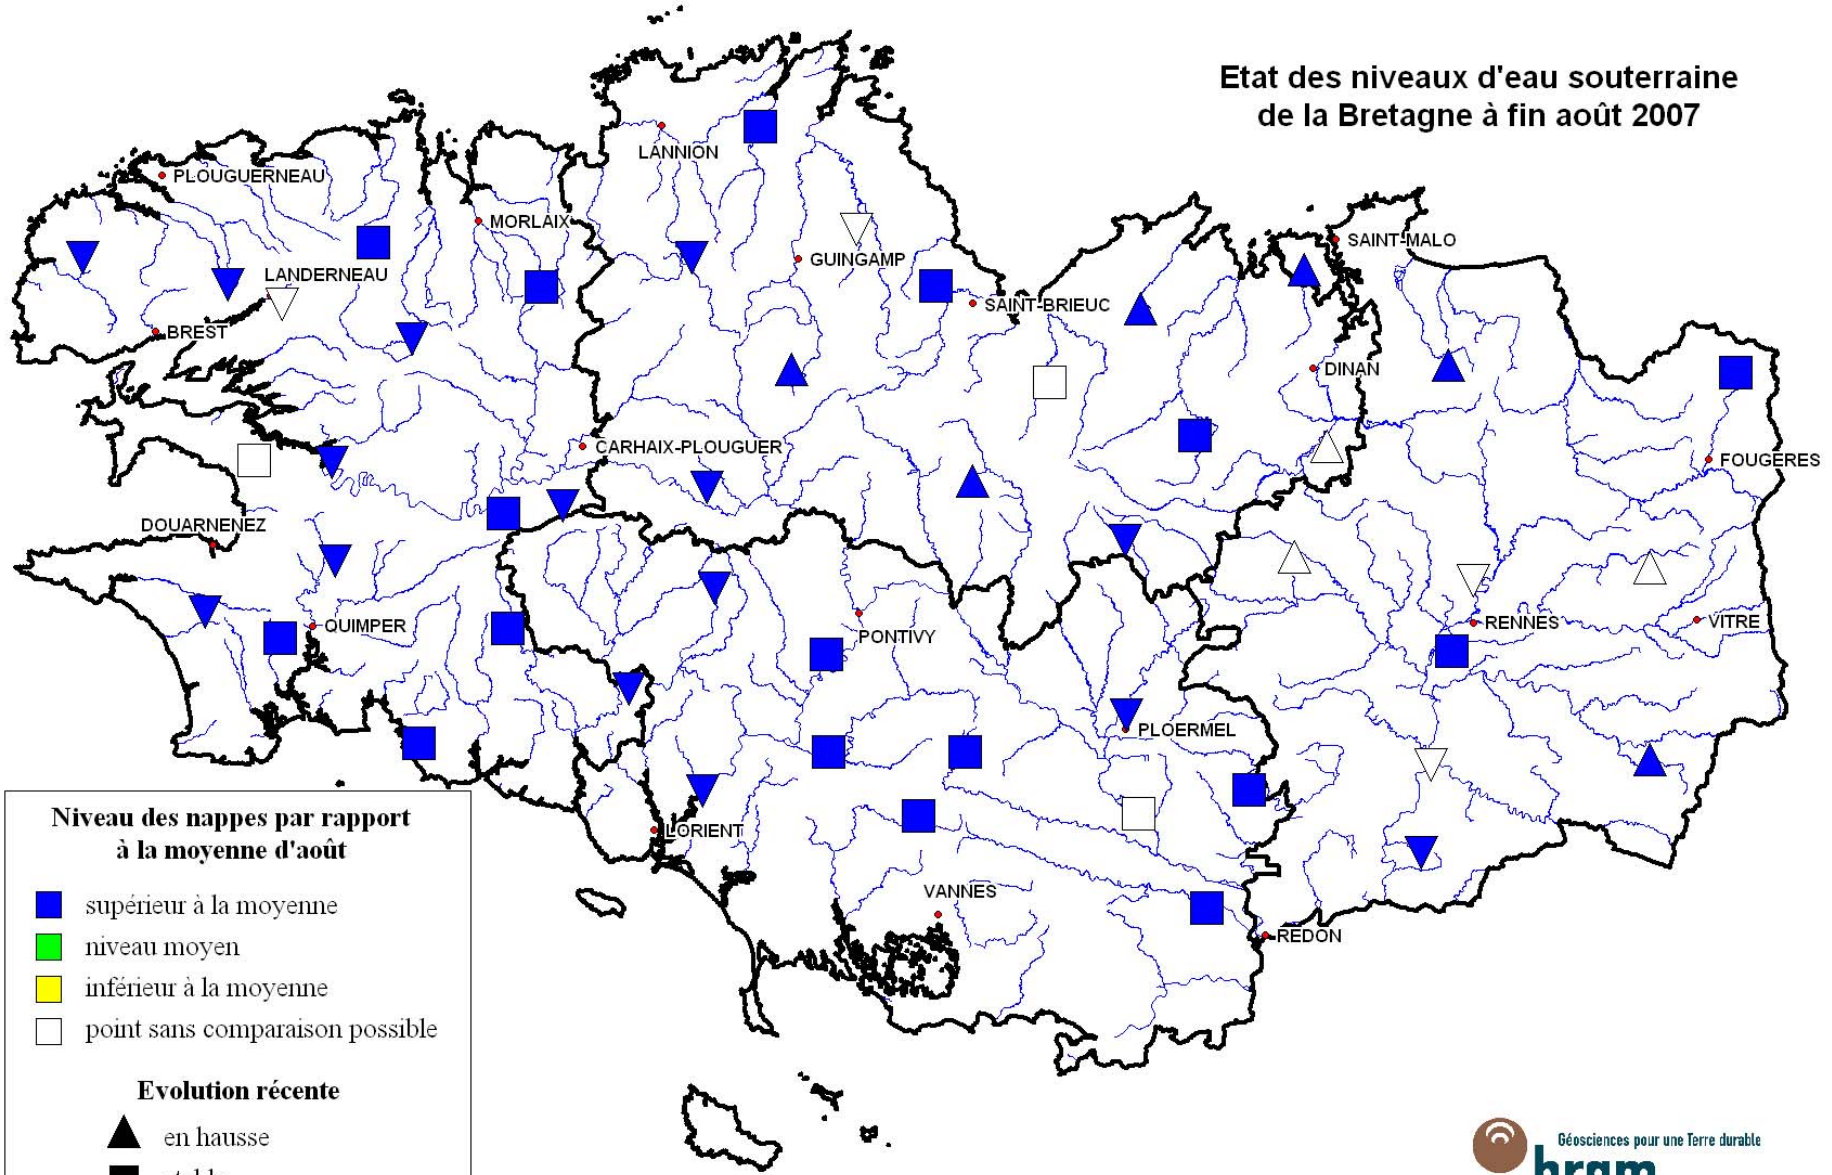 Etat des niveaux d'eau souterraine
de la Bretagne à fin août 2007
LANNION
PLOUGUERNEAU
MORLAIX
SAINT-MALO
GUINGAMP
LANDERNEAU
SAINT-BRIEUC
BREST
DINAN
CARHAIX-PLOUGUER
FOUGERES
DOUARNENEZ
QUIMPER
PONTIVY
RENNES
VITRE
PLOERMEL
LORIENT
VANNES
REDON
Niveau des nappes par rapport
à la moyenne d'août
supérieur à la moyenne
niveau moyen
inférieur à la moyenne
point sans comparaison possible
Evolution récente
en hausse
Géosciences pour une Terre durable
brgm